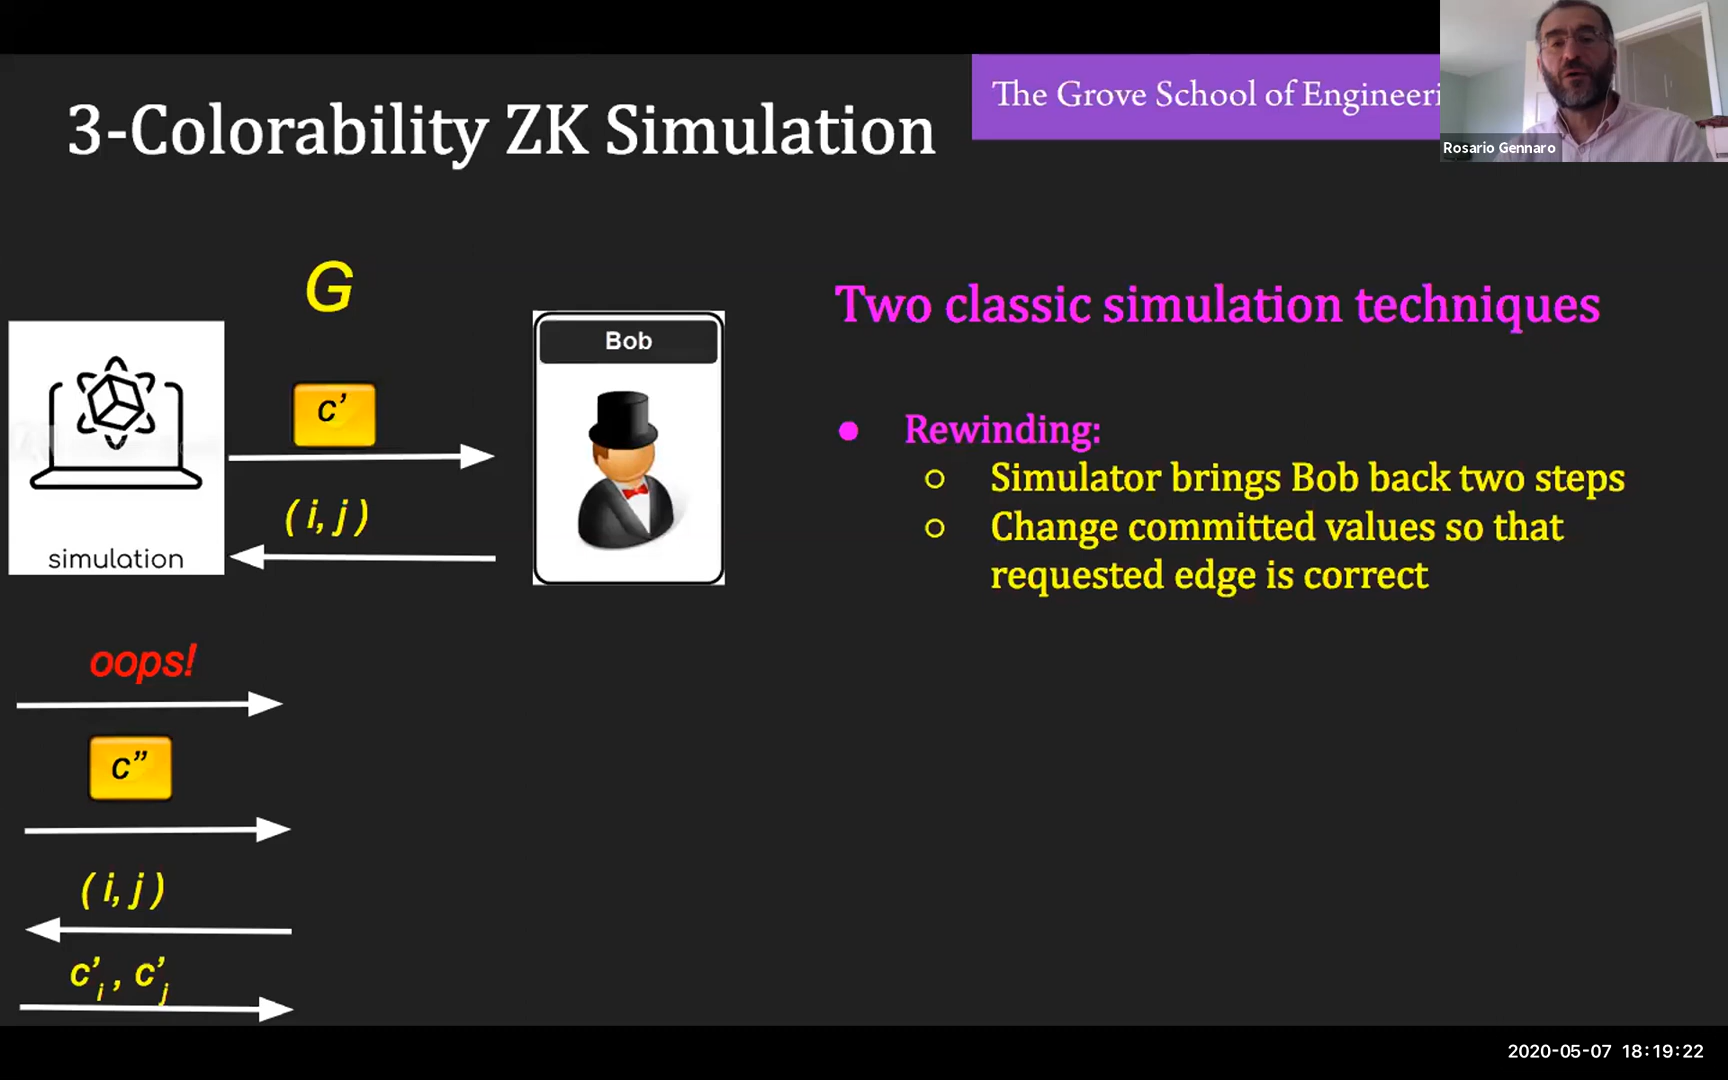 3-Colorability ZK Simulation
The Grove School of Engineeri
Rosario Gennaro
G
Bob
c’
( i, j )
simulation
oops!
c”
( i, j )
c’i , c’j
Two classic simulation techniques
● Rewinding:
○ Simulator brings Bob back two steps
○ Change committed values so that
requested edge is correct
2020-05-07 18:19:22